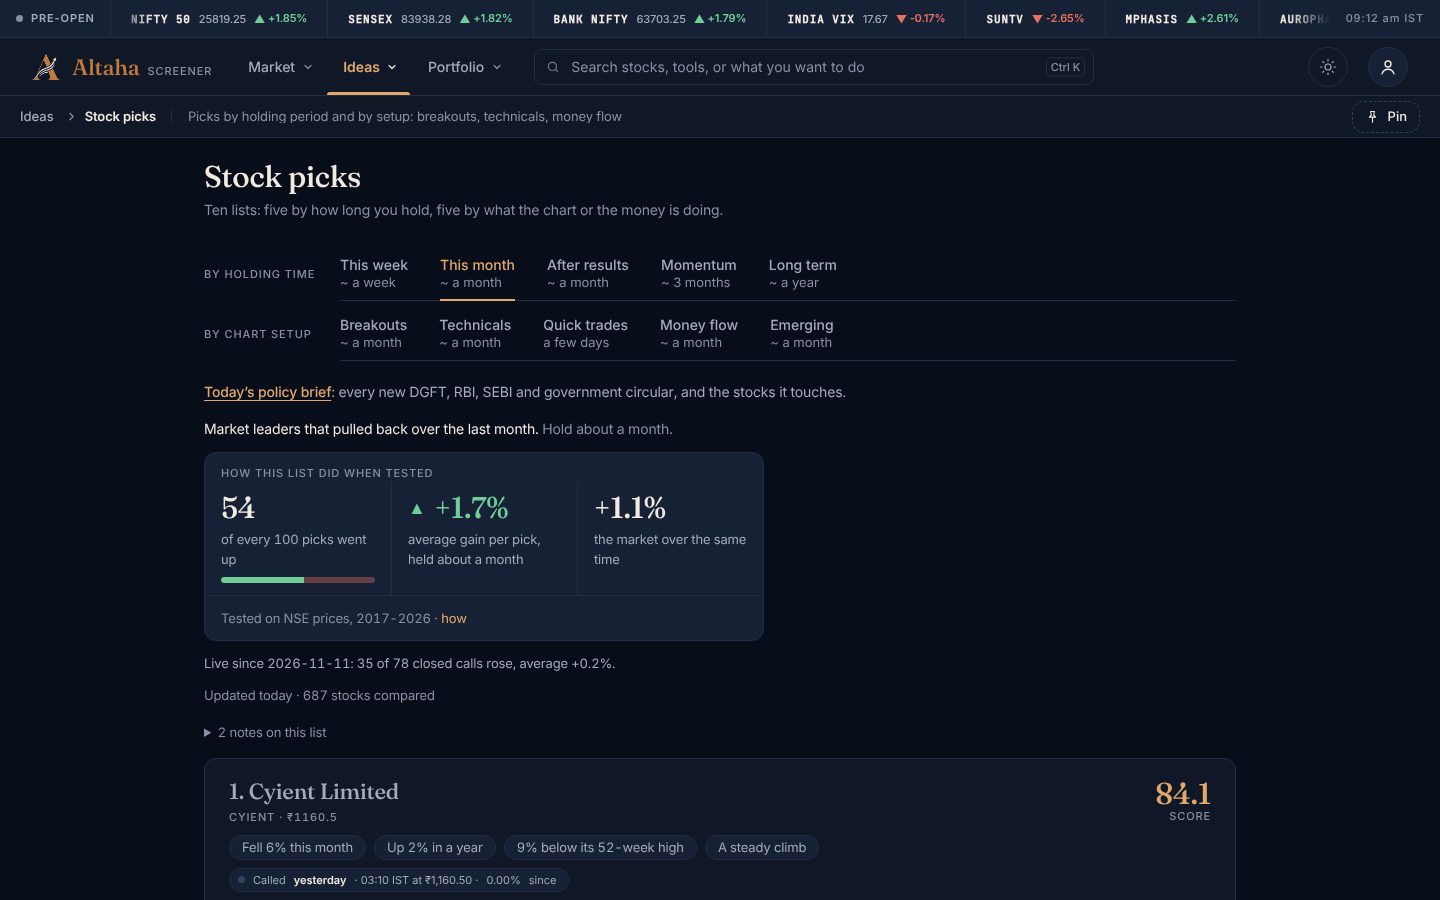 PRE-OPEN NIFTY 50 25819.25 ▲ +1.85% SENSEX 83938.28 ▲ +1.82% BANK NIFTY 63703.25 ▲ +1.79% INDIA VIX 17.67 ▼ -0.17% SUNTV ▼ -2.65% MPHASIS ▲ +2.61% 09:12 am IST
Altaha SCREENER Market Ideas Portfolio Search stocks, tools, or what you want to do Ctrl K
Ideas > Stock picks Picks by holding period and by setup: breakouts, technicals, money flow Pin
Stock picks
Ten lists: five by how long you hold, five by what the chart or the money is doing.
BY HOLDING TIME
This week This month After results Momentum Long term
~ a week ~ a month ~ a month ~ 3 months ~ a year
BY CHART SETUP
Breakouts Technicals Quick trades Money flow Emerging
~ a month ~ a month a few days ~ a month ~ a month
Today's policy brief: every new DGFT, RBI, SEBI and government circular, and the stocks it touches.
Market leaders that pulled back over the last month. Hold about a month.
HOW THIS LIST DID WHEN TESTED
54
of every 100 picks went
up
▲ +1.7%
average gain per pick,
held about a month
+1.1%
the market over the same
time
Tested on NSE prices, 2017-2026 · how
Live since 2026-11-11: 35 of 78 closed calls rose, average +0.2%.
Updated today · 687 stocks compared
▶ 2 notes on this list
1. Cyient Limited
CYIENT · ₹1160.5
84.1
SCORE
Fell 6% this month Up 2% in a year 9% below its 52-week high A steady climb
Called yesterday · 03:10 IST at ₹1,160.50 · 0.00% since